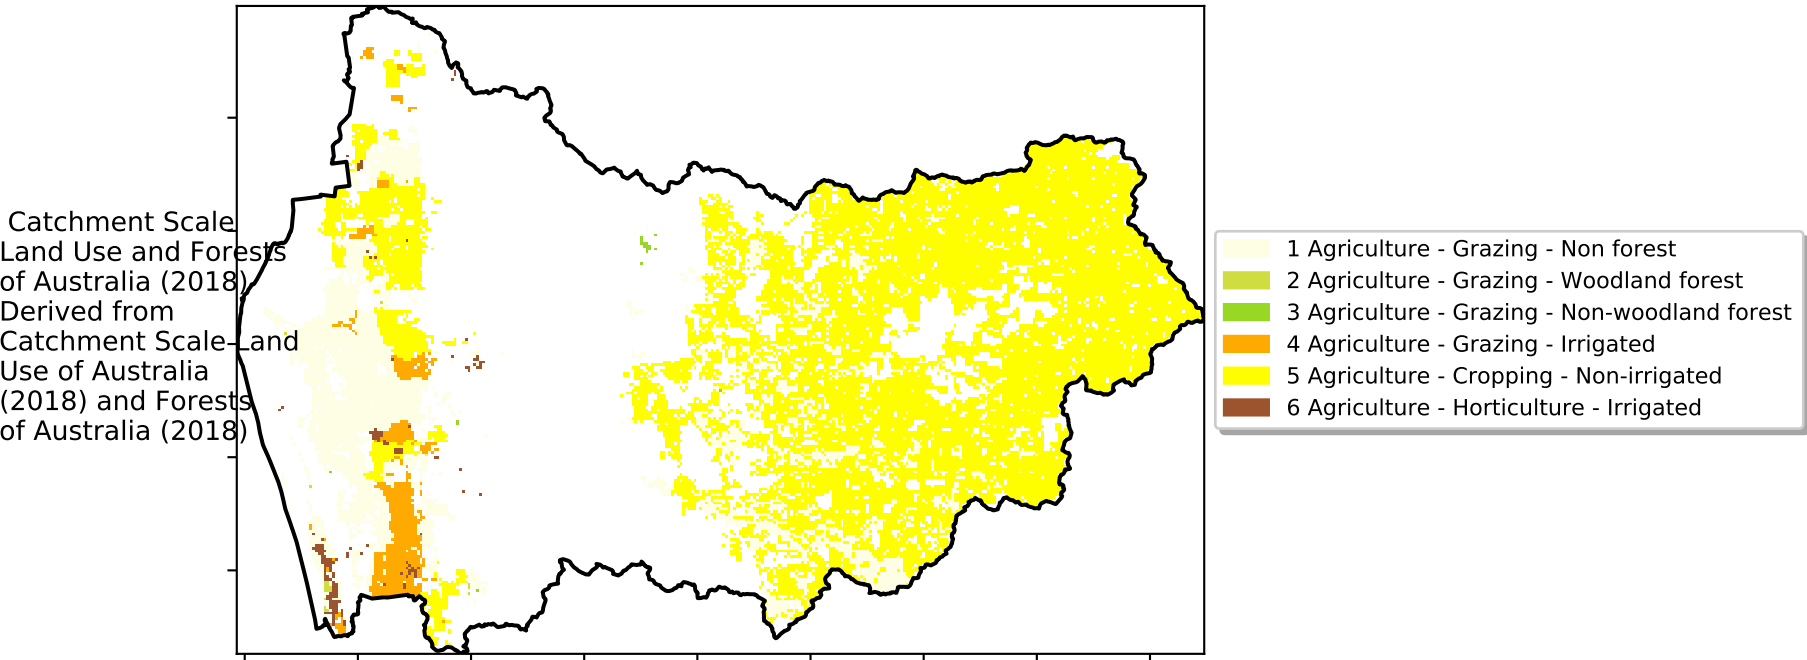 Catchment Scale
Land Use and Forests
of Australia (2018)
Derived from
Catchment Scale Land
Use of Australia
(2018) and Forests
of Australia (2018)
1 Agriculture - Grazing - Non forest
2 Agriculture - Grazing - Woodland forest
3 Agriculture - Grazing - Non-woodland forest
4 Agriculture - Grazing - Irrigated
5 Agriculture - Cropping - Non-irrigated
6 Agriculture - Horticulture - Irrigated